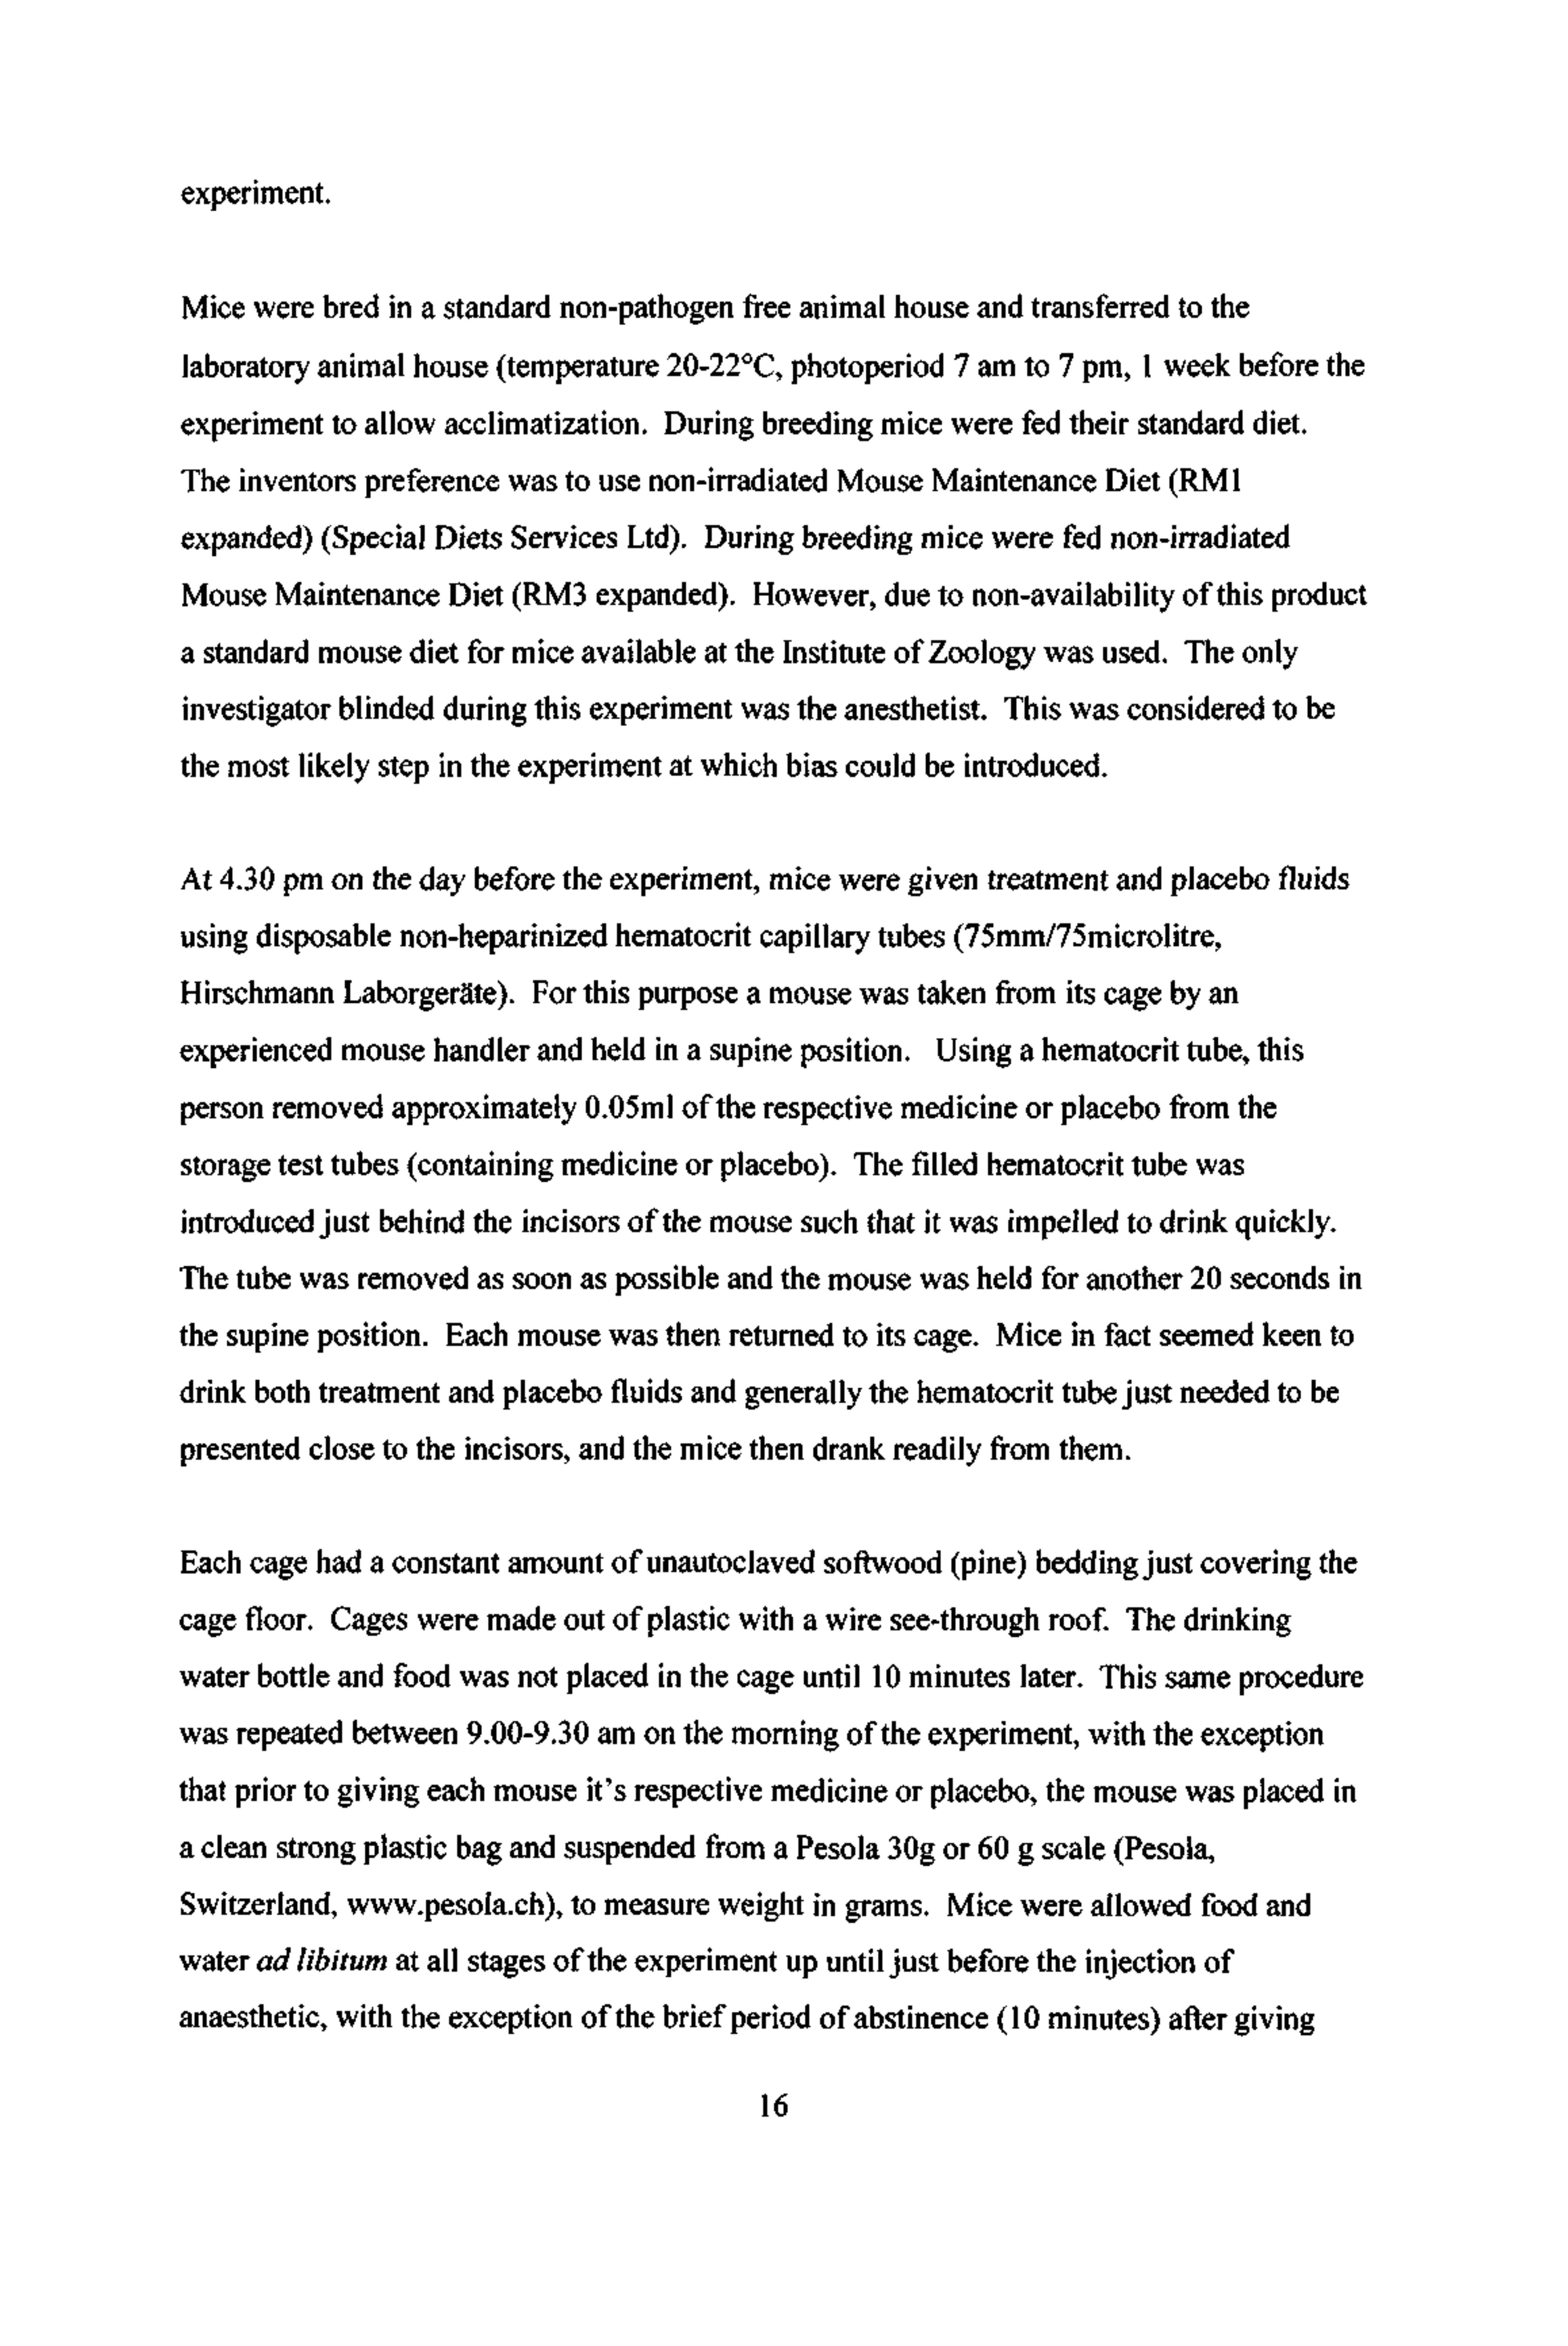 experiment.
Mice were bred in a standard non-pathogen free animal house and transferred to the
laboratory animal house (temperature 20-22°C, photoperiod 7 am to 7 pm, 1 week before the
experiment to allow acclimatization. During breeding mice were fed their standard diet.
The inventors preference was to use non-irradiated Mouse Maintenance Diet (RM1
expanded) (Special Diets Services Ltd). During breeding mice were fed non-irradiated
Mouse Maintenance Diet (RM3 expanded). However, due to non-availability of this product
a standard mouse diet for mice available at the Institute of Zoology was used. The only
investigator blinded during this experiment was the anesthetist. This was considered to be
the most likely step in the experiment at which bias could be introduced.
At 4.30 pm on the day before the experiment, mice were given treatment and placebo fluids
using disposable non-heparinized hematocrit capillary tubes (75mm/75microlitre,
Hirschmann Laborgeräte). For this purpose a mouse was taken from its cage by an
experienced mouse handler and held in a supine position. Using a hematocrit tube, this
person removed approximately 0.05ml of the respective medicine or placebo from the
storage test tubes (containing medicine or placebo). The filled hematocrit tube was
introduced just behind the incisors of the mouse such that it was impelled to drink quickly.
The tube was removed as soon as possible and the mouse was held for another 20 seconds in
the supine position. Each mouse was then returned to its cage. Mice in fact seemed keen to
drink both treatment and placebo fluids and generally the hematocrit tube just needed to be
presented close to the incisors, and the mice then drank readily from them.
Each cage had a constant amount of unautoclaved softwood (pine) bedding just covering the
cage floor. Cages were made out of plastic with a wire see-through roof. The drinking
water bottle and food was not placed in the cage until 10 minutes later. This same procedure
was repeated between 9.00-9.30 am on the morning of the experiment, with the exception
that prior to giving each mouse it's respective medicine or placebo, the mouse was placed in
a clean strong plastic bag and suspended from a Pesola 30g or 60 g scale (Pesola,
Switzerland, www.pesola.ch), to measure weight in grams. Mice were allowed food and
water ad libitum at all stages of the experiment up until just before the injection of
anaesthetic, with the exception of the brief period of abstinence (10 minutes) after giving
16